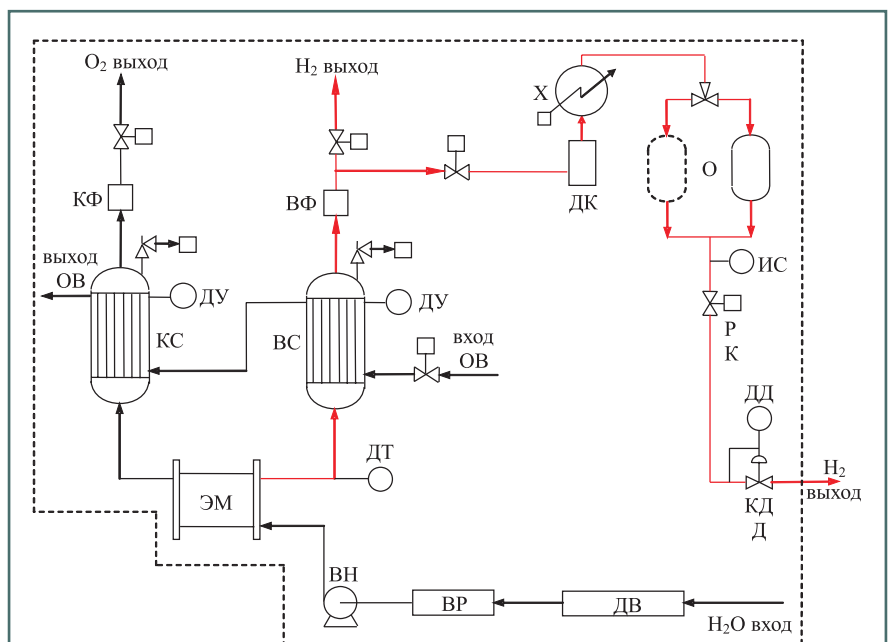 O₂ выход
H₂ выход
Х
КФ
ВФ
ДК
О
ИС
выход
ОВ
ДУ
КС
ВС
ДУ
вход
ОВ
Р
К
ДД
ДТ
ЭМ
H₂
выход
КД
Д
ВН
ВР
ДВ
H₂O вход